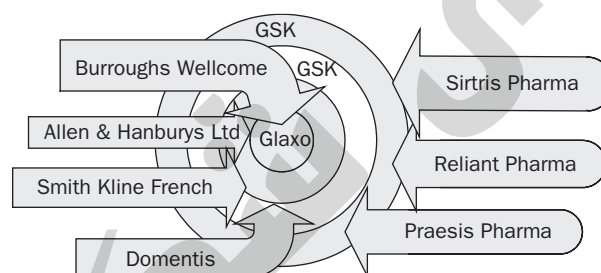 GSK
Burroughs Wellcome
GSK
Sirtris Pharma
Allen & Hanburys Ltd
Glaxo
Reliant Pharma
Smith Kline French
Praesis Pharma
Domentis